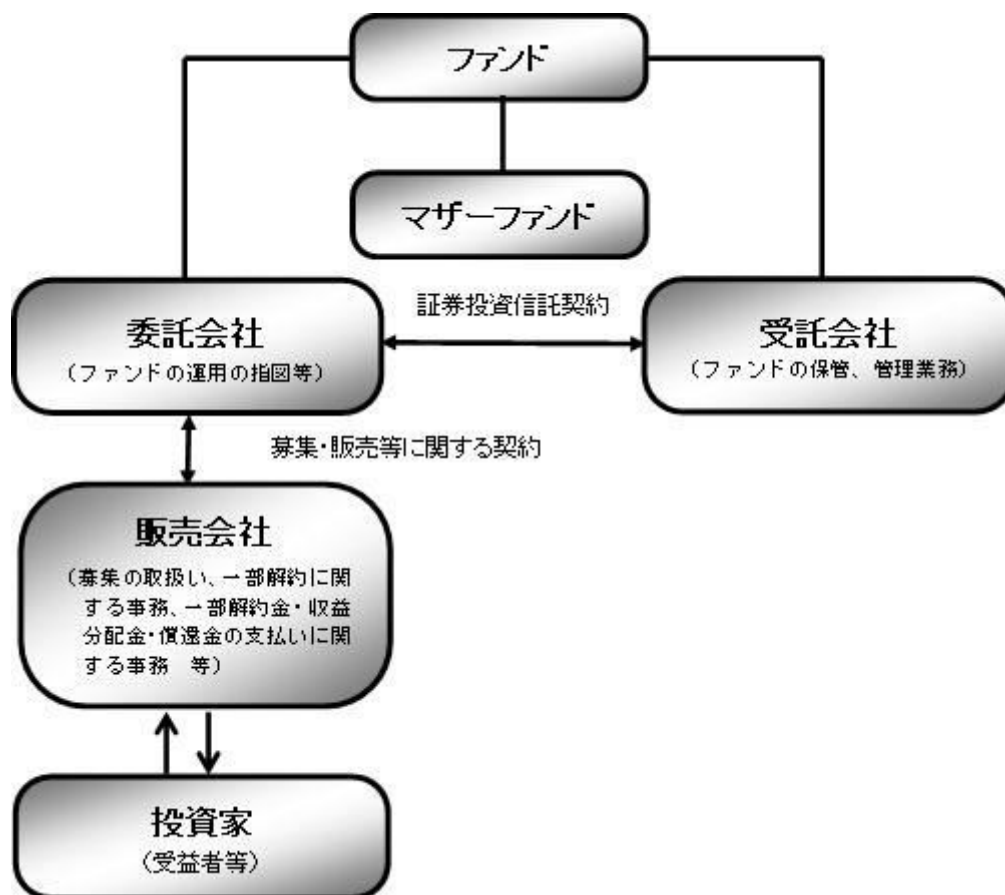 ファンド
マザーファンド
委託会社
(ファンドの運用の指図等)
証券投資信託契約
受託会社
(ファンドの保管、管理業務)
募集・販売等に関する契約
販売会社
(募集の取扱い、一部解約に関
する事務、一部解約金・収益
分配金・償還金の支払いに関
する事務　等)
投資家
(受益者等)